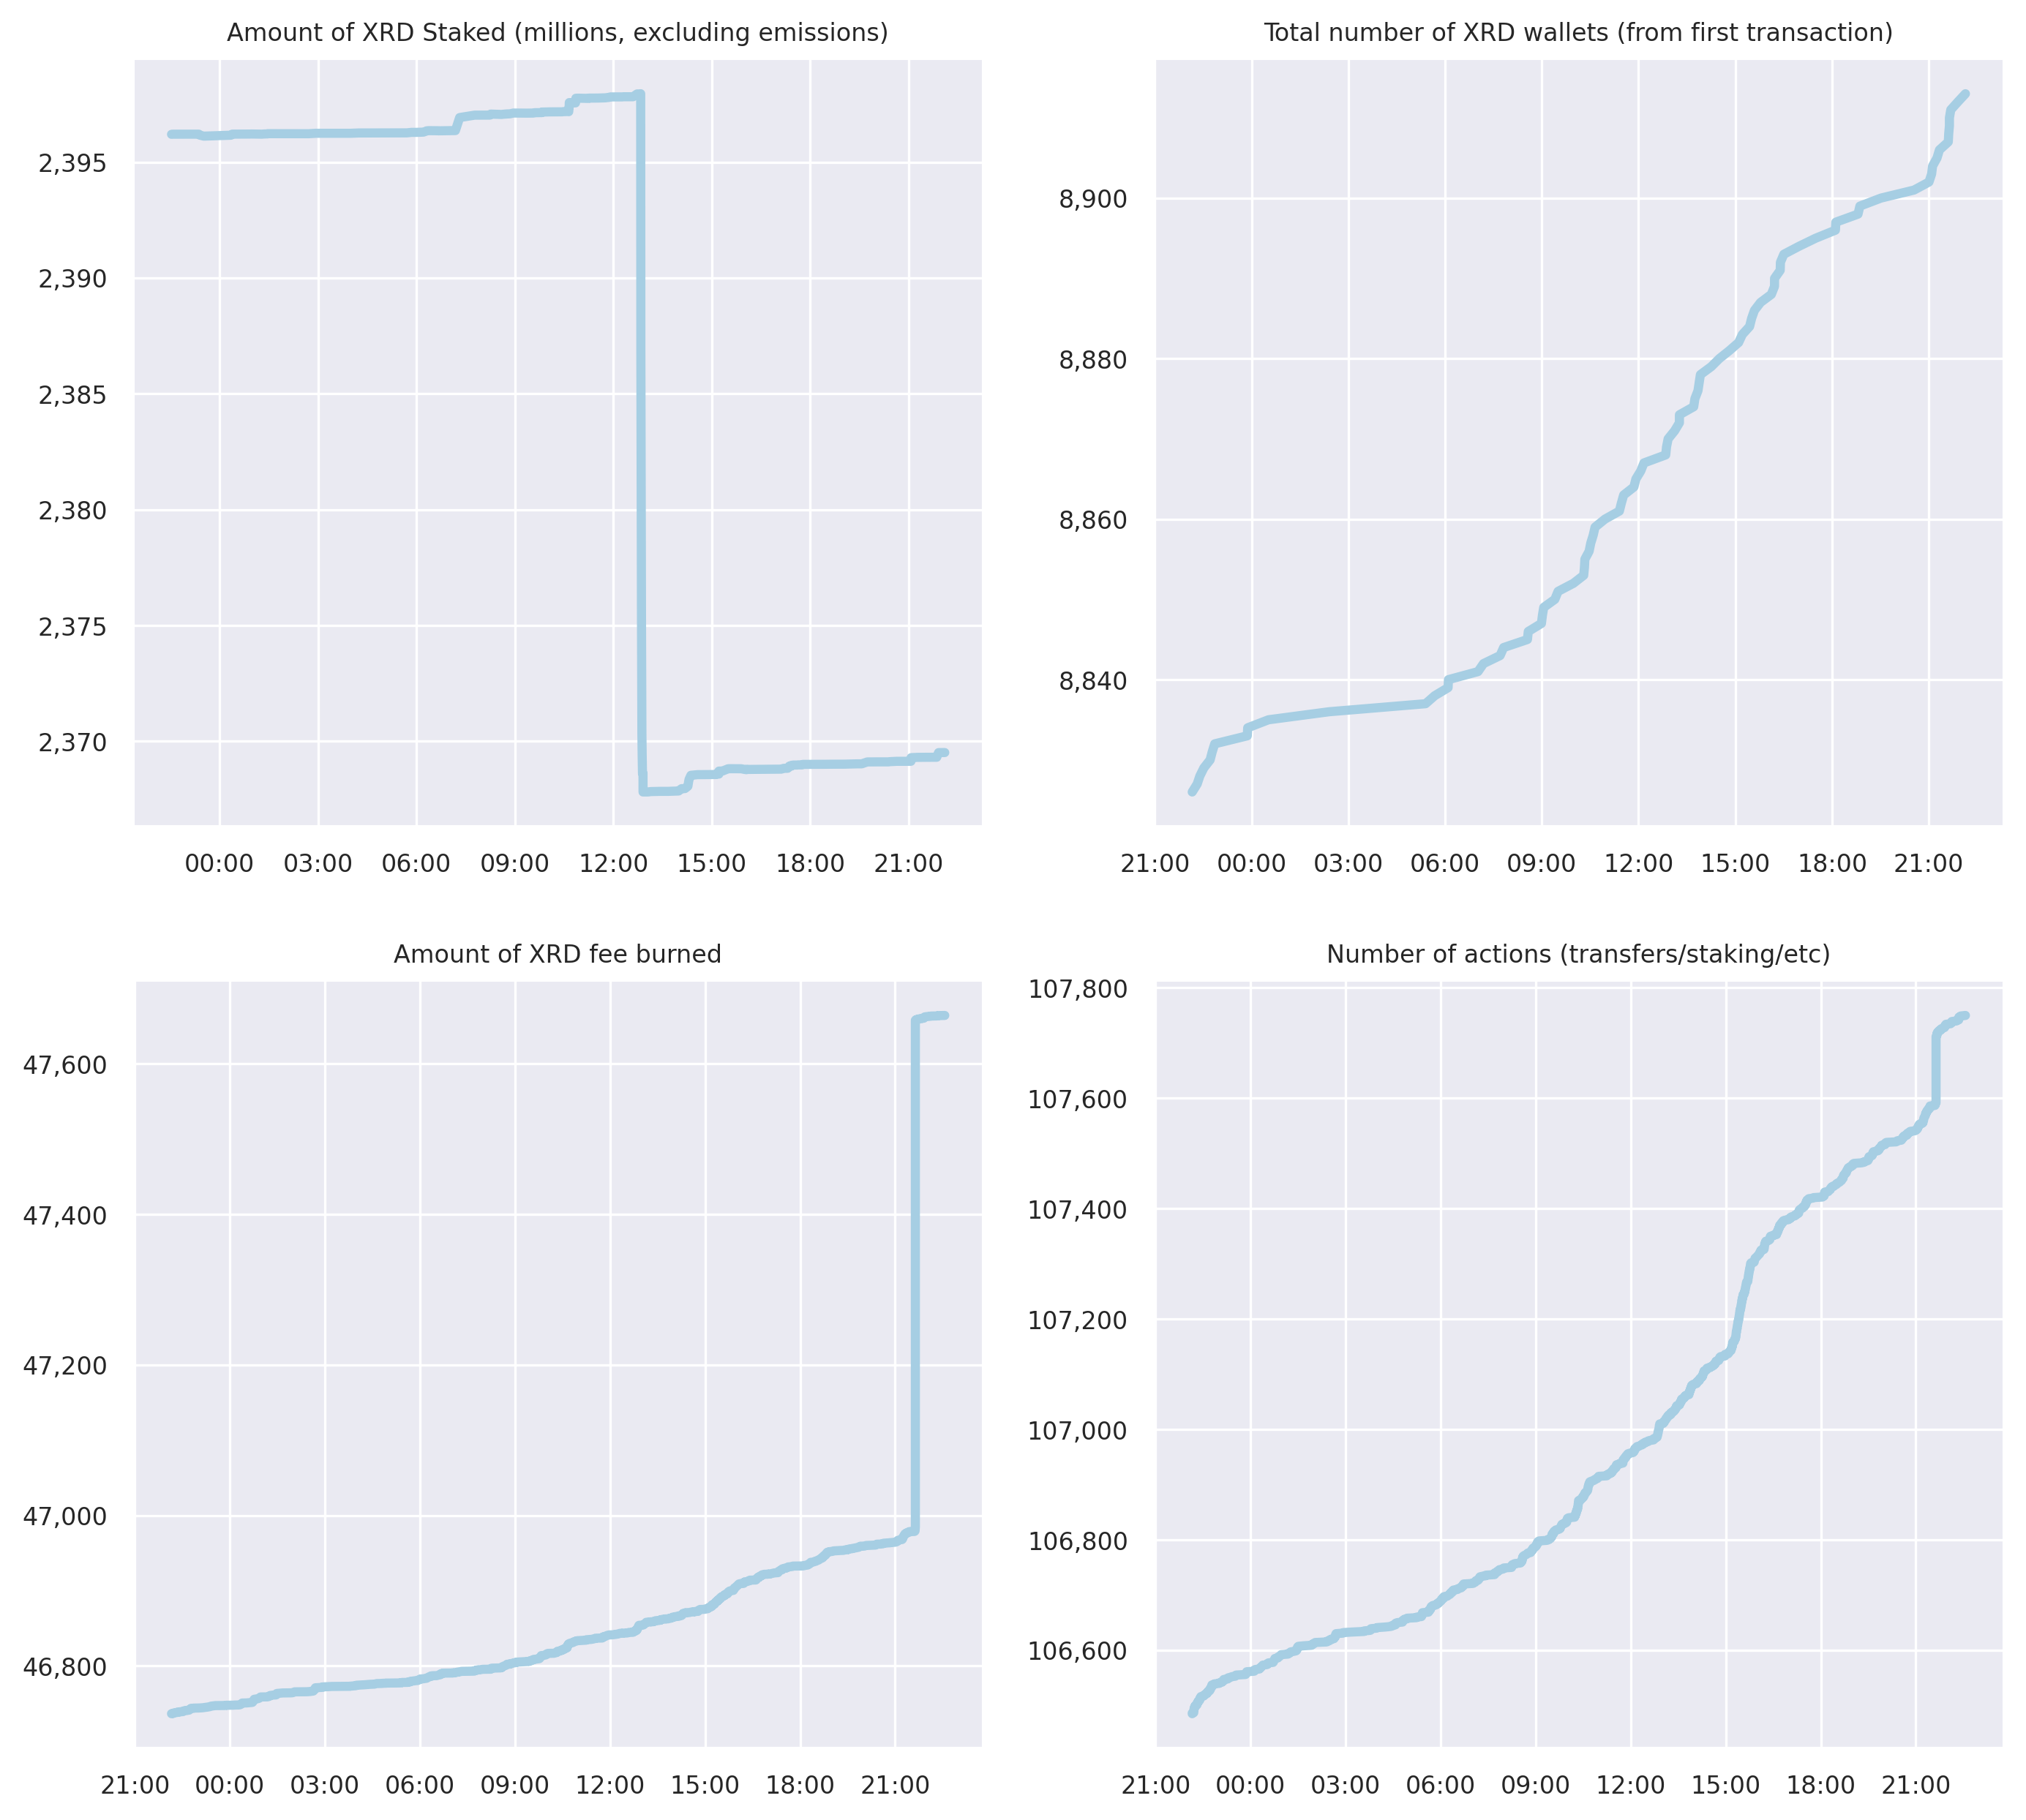 Amount of XRD Staked (millions, excluding emissions)
2,395
2,390
2,385
2,380
2,375
2,370
00:00 03:00 06:00 09:00 12:00 15:00 18:00 21:00
Total number of XRD wallets (from first transaction)
8,900
8,880
8,860
8,840
21:00 00:00 03:00 06:00 09:00 12:00 15:00 18:00 21:00
Amount of XRD fee burned
47,600
47,400
47,200
47,000
46,800
21:00 00:00 03:00 06:00 09:00 12:00 15:00 18:00 21:00
Number of actions (transfers/staking/etc)
107,800
107,600
107,400
107,200
107,000
106,800
106,600
21:00 00:00 03:00 06:00 09:00 12:00 15:00 18:00 21:00